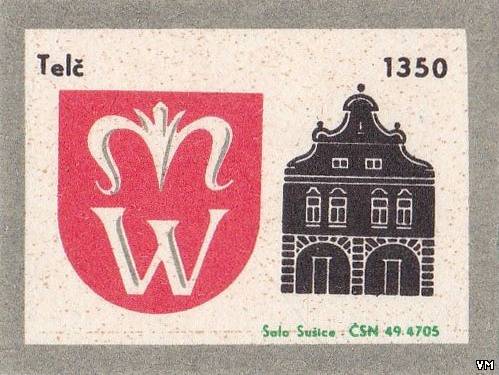 Telč 1350
W
Solo Sušice - ČSN 49.4705
VM